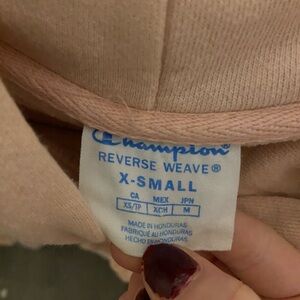 Champion
REVERSE WEAVE®
X-SMALL
CA MEX JPN
XS/TP XCH M
MADE IN HONDURAS
FABRIQUÉ AU HONDURAS
HECHO EN HONDURAS